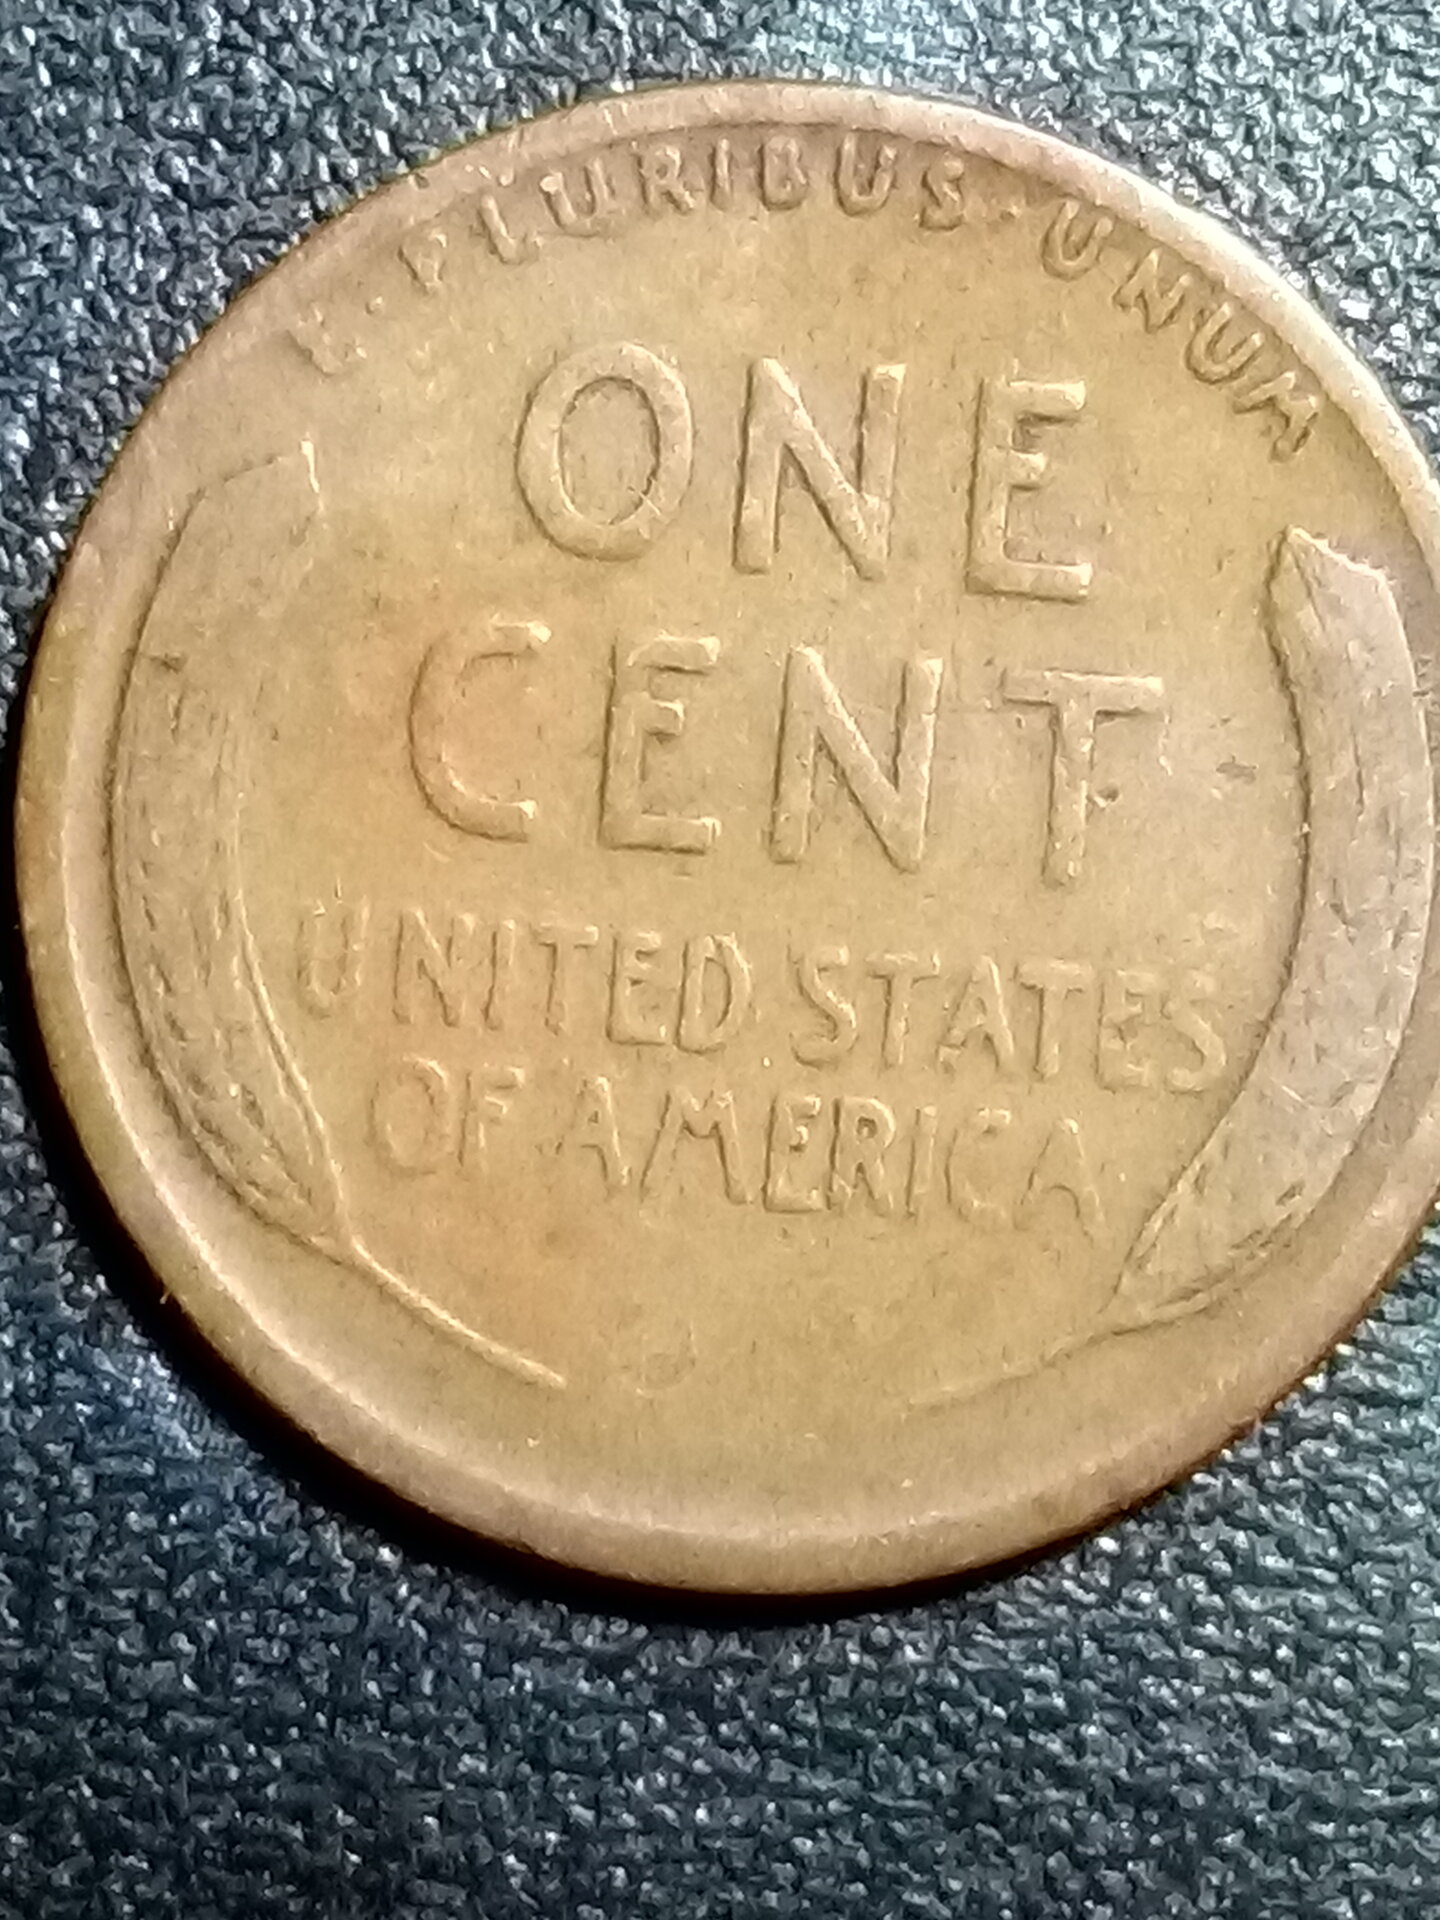 E · PLURIBUS · UNUM
ONE
CENT
UNITED STATES
OF AMERICA